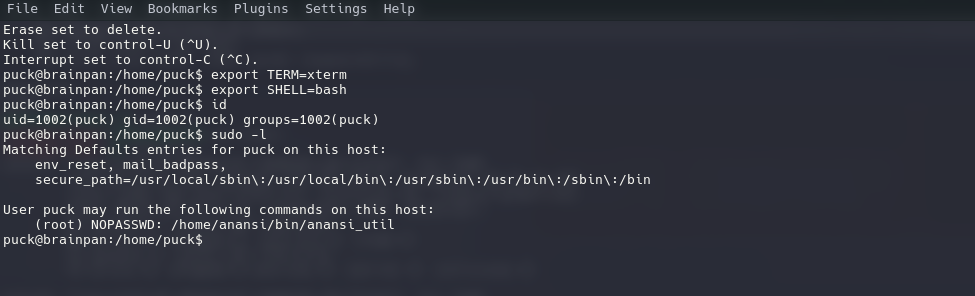 File Edit View Bookmarks Plugins Settings Help
Erase set to delete.
Kill set to control-U (^U).
Interrupt set to control-C (^C).
puck@brainpan:/home/puck$ export TERM=xterm
puck@brainpan:/home/puck$ export SHELL=bash
puck@brainpan:/home/puck$ id
uid=1002(puck) gid=1002(puck) groups=1002(puck)
puck@brainpan:/home/puck$ sudo -l
Matching Defaults entries for puck on this host:
    env_reset, mail_badpass,
    secure_path=/usr/local/sbin\:/usr/local/bin\:/usr/sbin\:/usr/bin\:/sbin\:/bin

User puck may run the following commands on this host:
    (root) NOPASSWD: /home/anansi/bin/anansi_util
puck@brainpan:/home/puck$